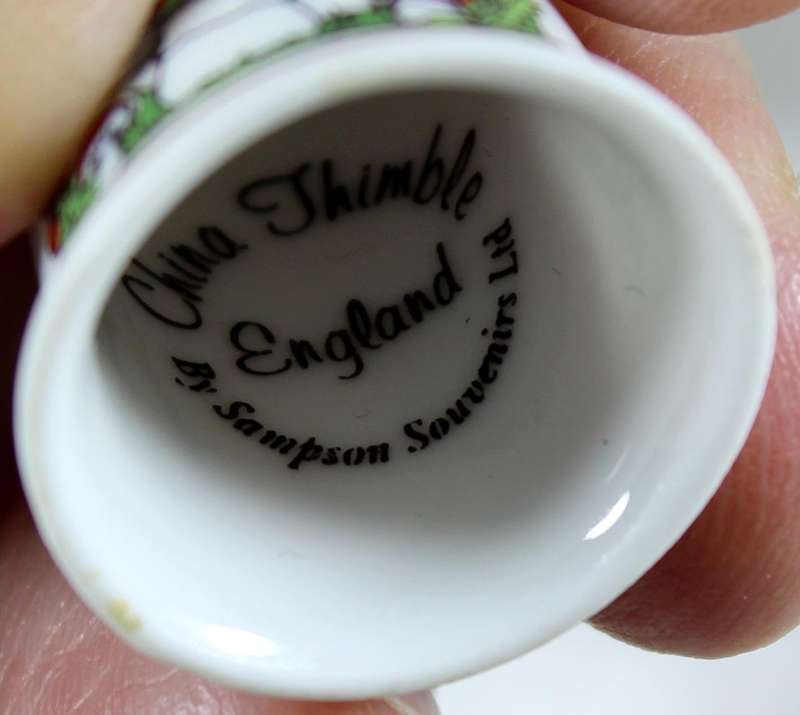 China Thimble
England
By Sampson Souvenirs Ltd